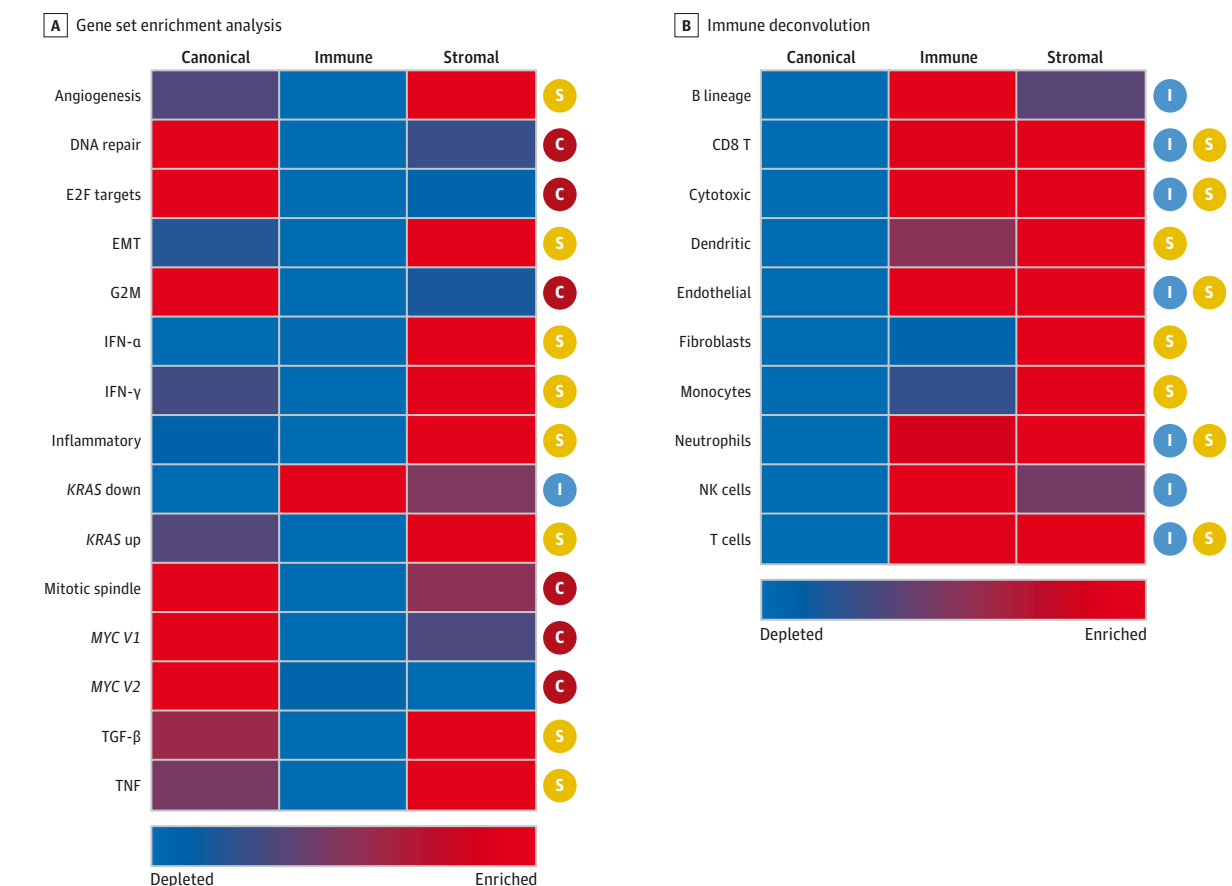 A Gene set enrichment analysis
Canonical Immune Stromal
Angiogenesis S
DNA repair C
E2F targets C
EMT S
G2M C
IFN-α S
IFN-γ S
Inflammatory S
KRAS down I
KRAS up S
Mitotic spindle C
MYC V1 C
MYC V2 C
TGF-β S
TNF S
Depleted Enriched
B Immune deconvolution
Canonical Immune Stromal
B lineage I
CD8 T I S
Cytotoxic I S
Dendritic S
Endothelial I S
Fibroblasts S
Monocytes S
Neutrophils I S
NK cells I
T cells I S
Depleted Enriched